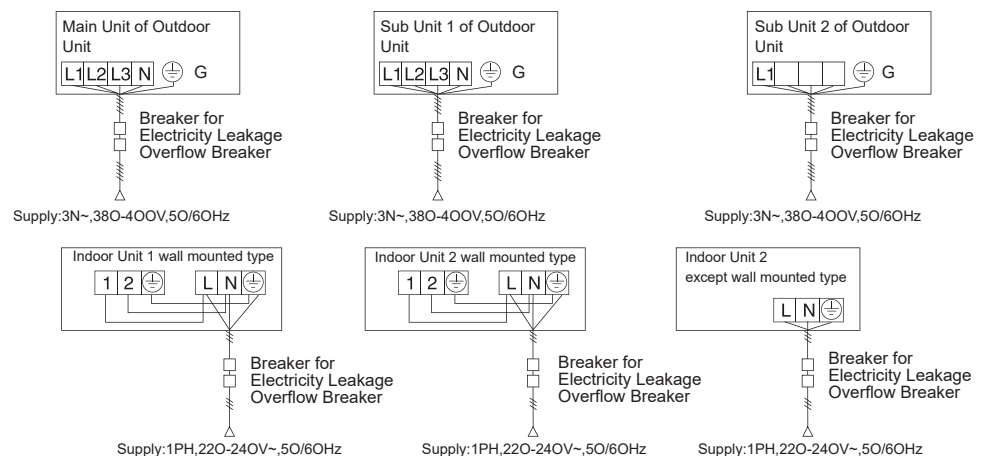 Main Unit of Outdoor
Unit
L1 L2 L3 N G
Breaker for
Electricity Leakage
Overflow Breaker
Supply:3N~,38O-4OOV,5O/6OHz
Sub Unit 1 of Outdoor
Unit
L1 L2 L3 N G
Breaker for
Electricity Leakage
Overflow Breaker
Supply:3N~,38O-4OOV,5O/6OHz
Sub Unit 2 of Outdoor
Unit
L1 G
Breaker for
Electricity Leakage
Overflow Breaker
Supply:3N~,38O-4OOV,5O/6OHz
Indoor Unit 1 wall mounted type
1 2 L N
Breaker for
Electricity Leakage
Overflow Breaker
Supply:1PH,22O-24OV~,5O/6OHz
Indoor Unit 2 wall mounted type
1 2 L N
Breaker for
Electricity Leakage
Overflow Breaker
Supply:1PH,22O-24OV~,5O/6OHz
Indoor Unit 2
except wall mounted type
L N
Breaker for
Electricity Leakage
Overflow Breaker
Supply:1PH,22O-24OV~,5O/6OHz